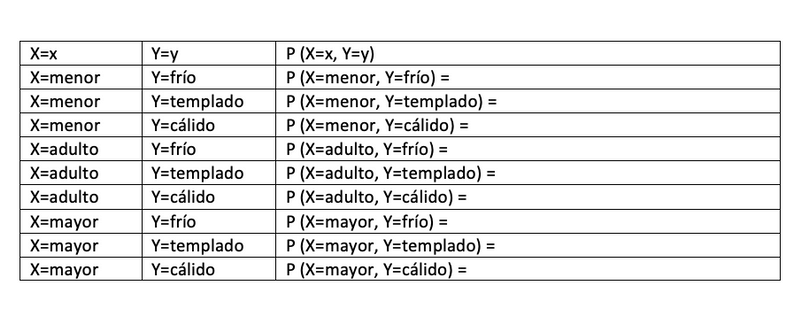 X=x Y=y P (X=x, Y=y)
X=menor Y=frío P (X=menor, Y=frío) =
X=menor Y=templado P (X=menor, Y=templado) =
X=menor Y=cálido P (X=menor, Y=cálido) =
X=adulto Y=frío P (X=adulto, Y=frío) =
X=adulto Y=templado P (X=adulto, Y=templado) =
X=adulto Y=cálido P (X=adulto, Y=cálido) =
X=mayor Y=frío P (X=mayor, Y=frío) =
X=mayor Y=templado P (X=mayor, Y=templado) =
X=mayor Y=cálido P (X=mayor, Y=cálido) =